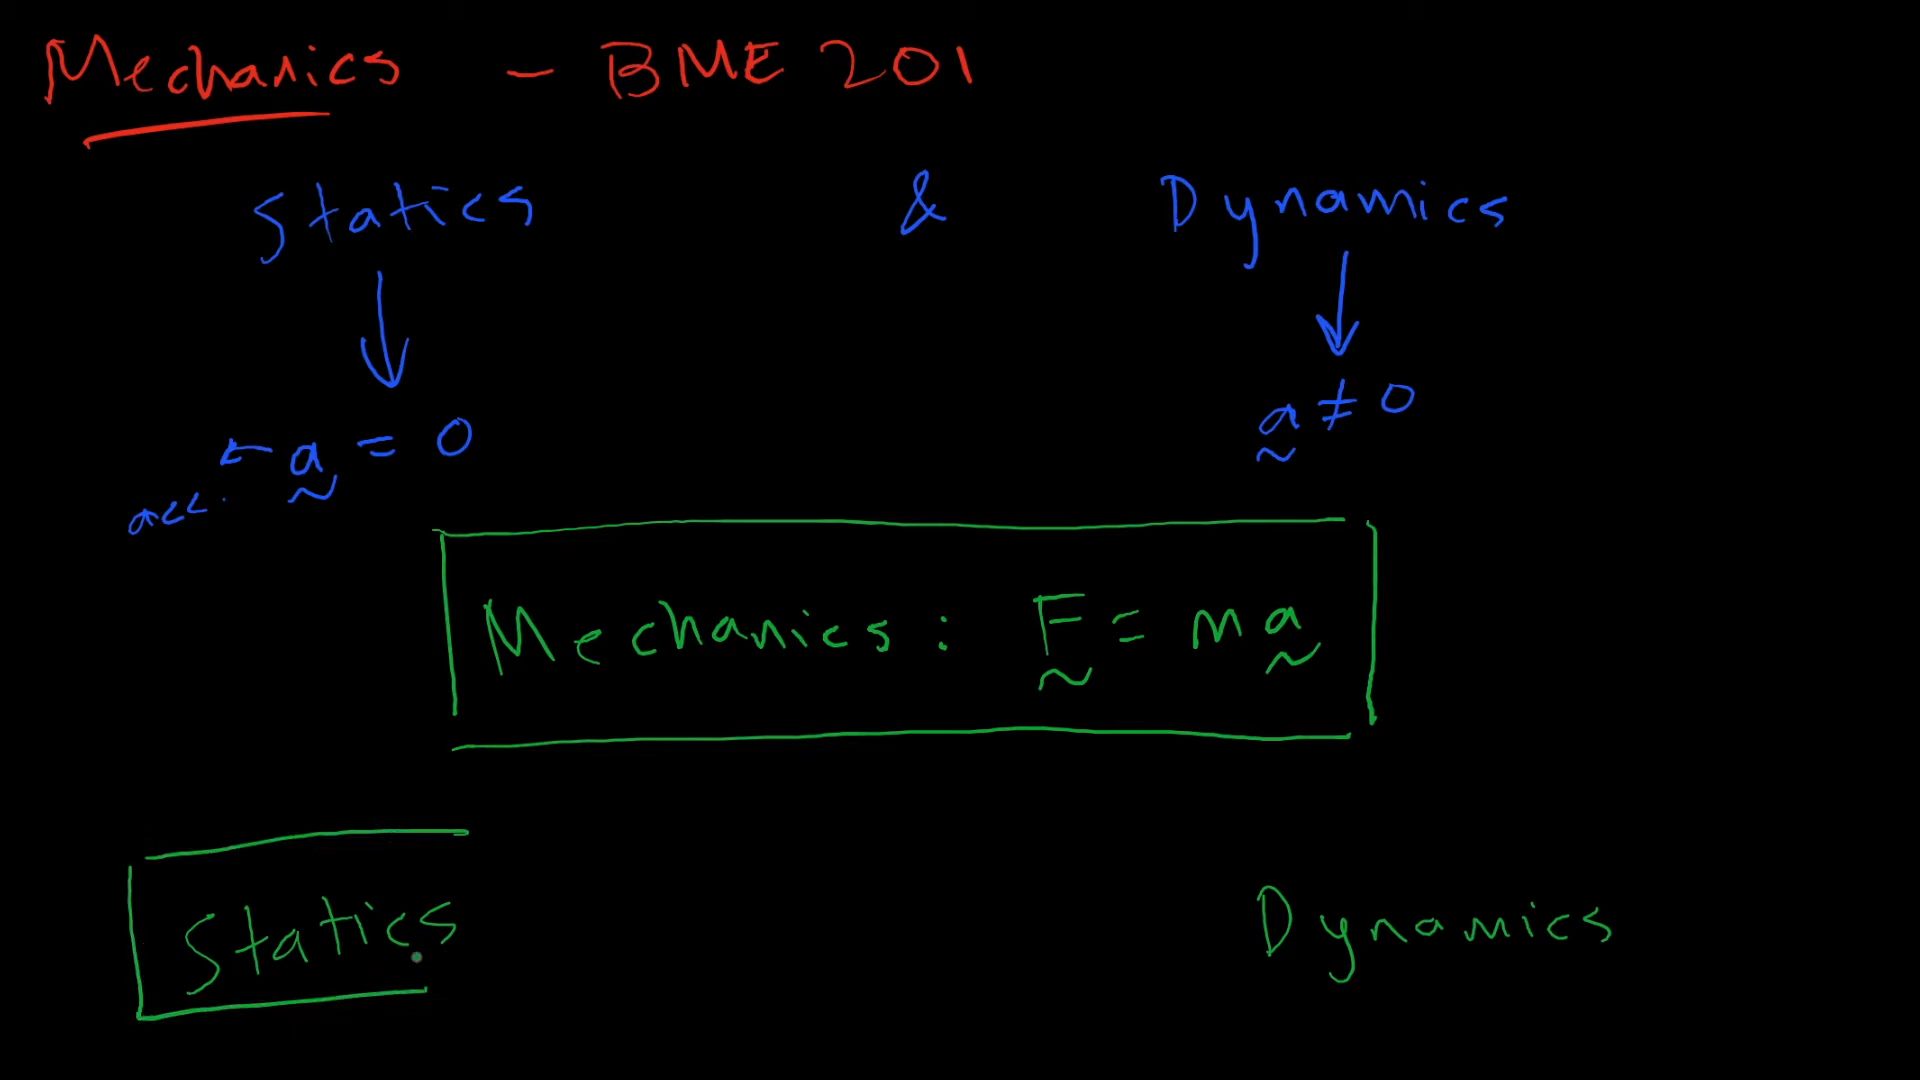 Mechanics - BME 201
Statics & Dynamics
a ≠ 0
← a = 0
acc.
Mechanics: F = ma
Statics Dynamics